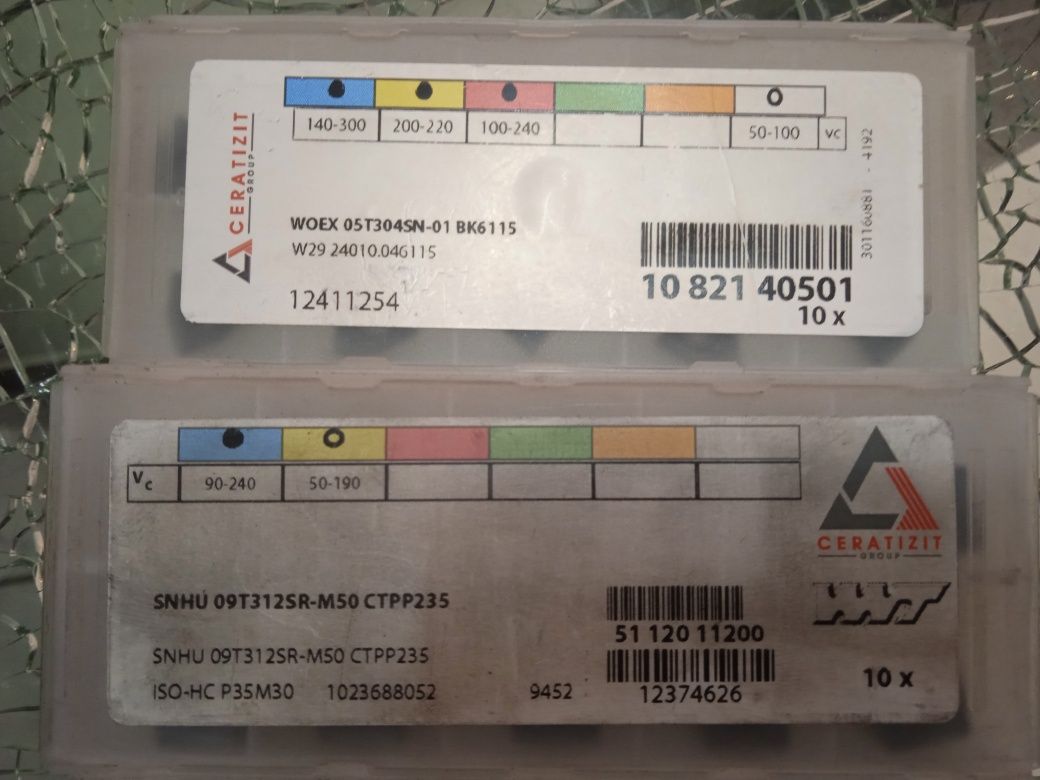 140-300 200-220 100-240 50-100 vc
CERATIZIT
GROUP
301160881 - 4192
WOEX 05T304SN-01 BK6115
W29 24010.046115
12411254
10 821 40501
10 x
Vc 90-240 50-190
CERATIZIT
GROUP
SNHU 09T312SR-M50 CTPP235
51 120 11200
SNHU 09T312SR-M50 CTPP235
ISO-HC P35M30 1023688052 9452 12374626
10 x